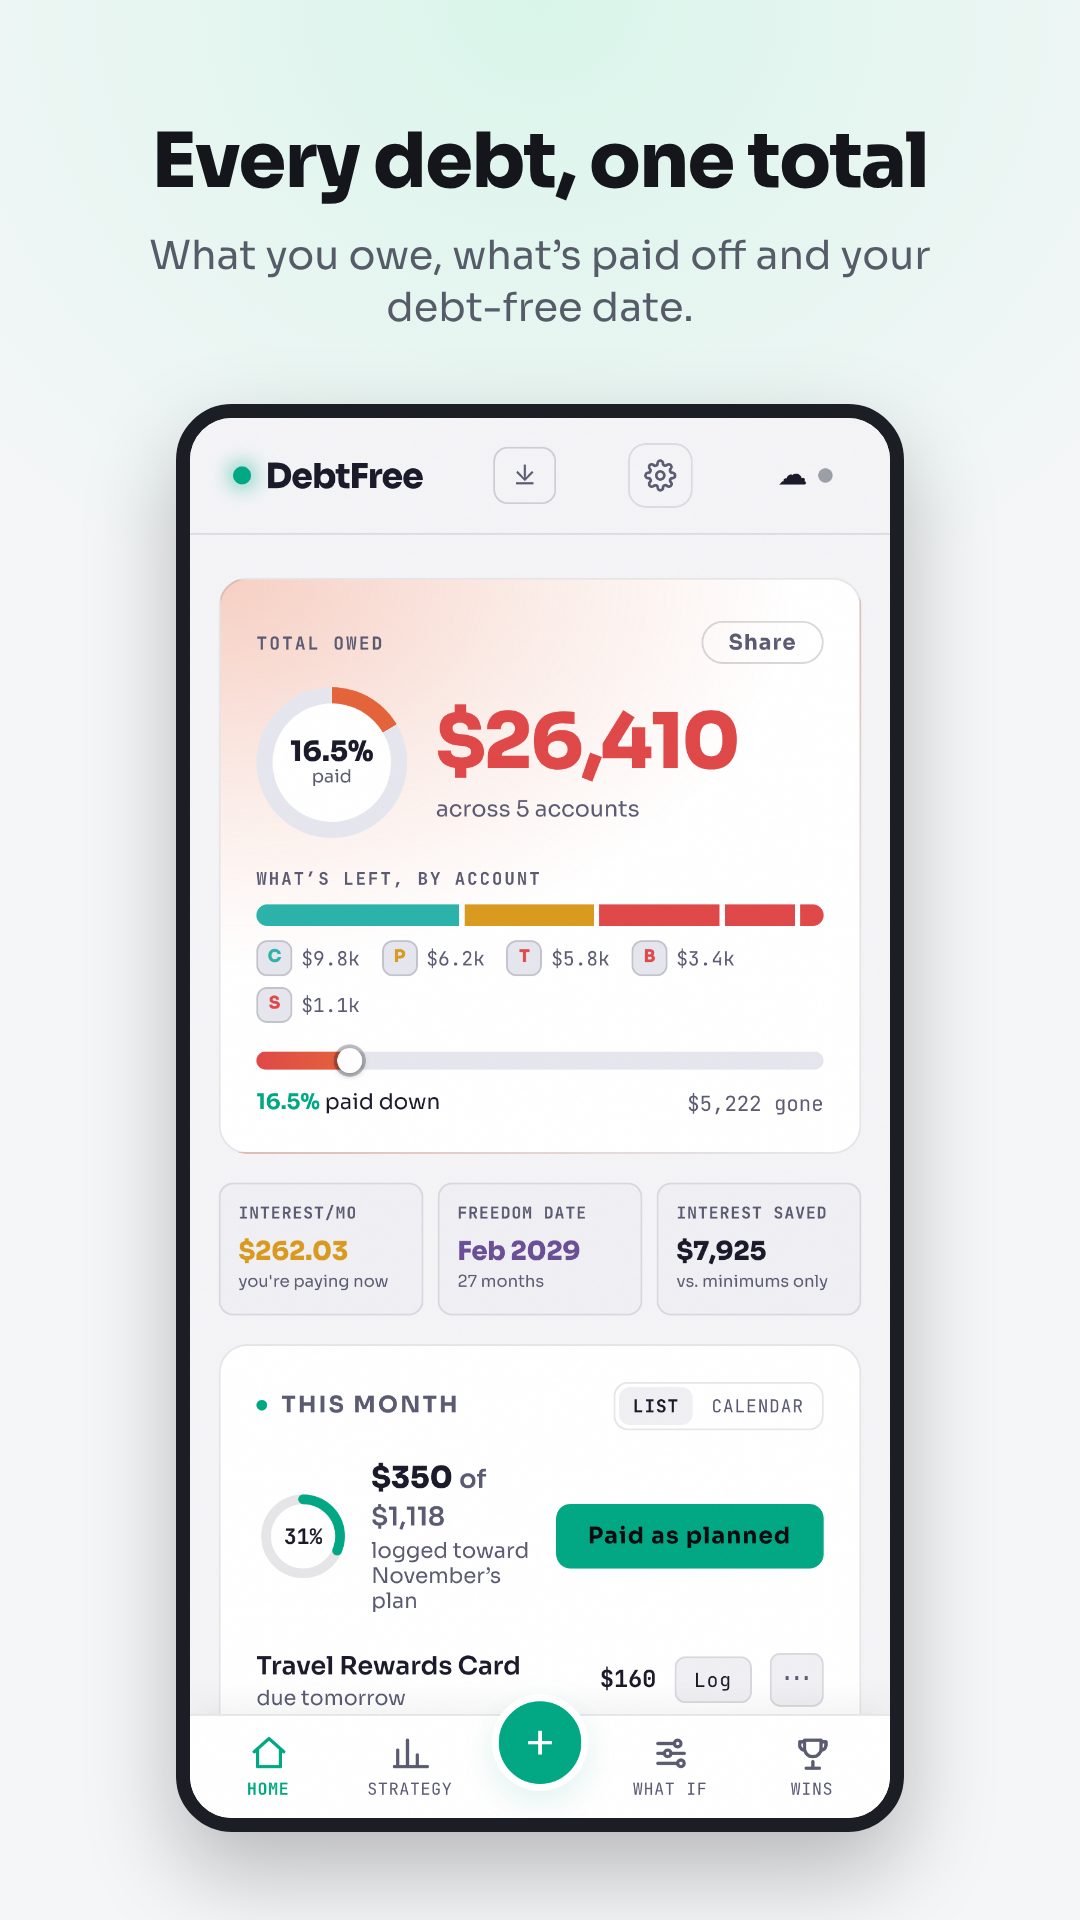 Every debt, one total
What you owe, what’s paid off and your
debt-free date.
DebtFree
TOTAL OWED
Share
16.5%
paid
$26,410
across 5 accounts
WHAT’S LEFT, BY ACCOUNT
C $9.8k P $6.2k T $5.8k B $3.4k
S $1.1k
16.5% paid down
$5,222 gone
INTEREST/MO
$262.03
you're paying now
FREEDOM DATE
Feb 2029
27 months
INTEREST SAVED
$7,925
vs. minimums only
THIS MONTH
LIST
CALENDAR
31%
$350 of
$1,118
logged toward
November’s
plan
Paid as planned
Travel Rewards Card
due tomorrow
$160
Log
HOME
STRATEGY
WHAT IF
WINS